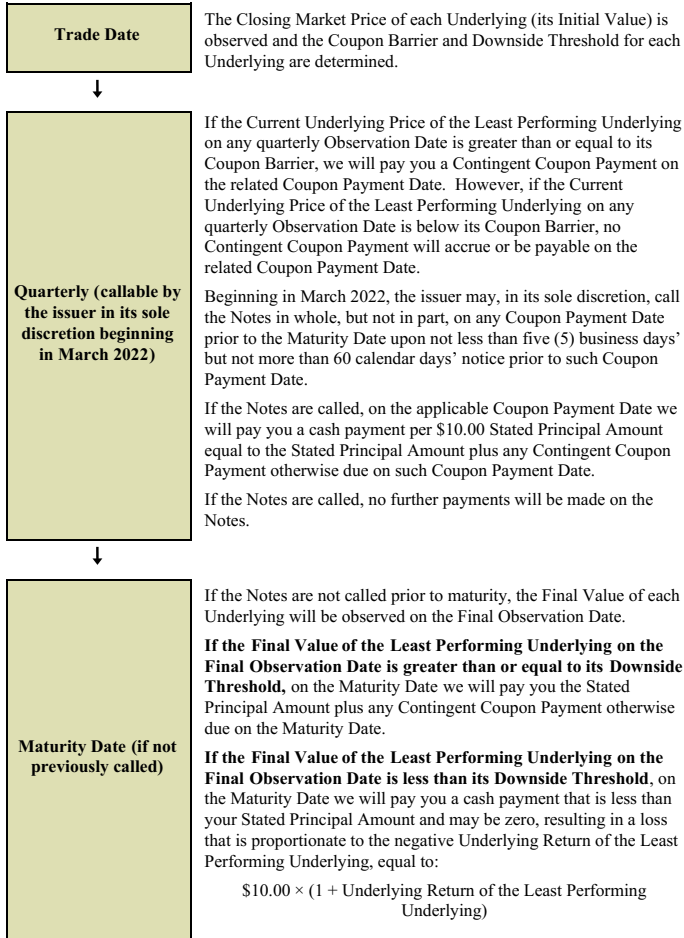 Trade Date
The Closing Market Price of each Underlying (its Initial Value) is
observed and the Coupon Barrier and Downside Threshold for each
Underlying are determined.
Quarterly (callable by
the issuer in its sole
discretion beginning
in March 2022)
If the Current Underlying Price of the Least Performing Underlying
on any quarterly Observation Date is greater than or equal to its
Coupon Barrier, we will pay you a Contingent Coupon Payment on
the related Coupon Payment Date. However, if the Current
Underlying Price of the Least Performing Underlying on any
quarterly Observation Date is below its Coupon Barrier, no
Contingent Coupon Payment will accrue or be payable on the
related Coupon Payment Date.
Beginning in March 2022, the issuer may, in its sole discretion, call
the Notes in whole, but not in part, on any Coupon Payment Date
prior to the Maturity Date upon not less than five (5) business days’
but not more than 60 calendar days’ notice prior to such Coupon
Payment Date.
If the Notes are called, on the applicable Coupon Payment Date we
will pay you a cash payment per $10.00 Stated Principal Amount
equal to the Stated Principal Amount plus any Contingent Coupon
Payment otherwise due on such Coupon Payment Date.
If the Notes are called, no further payments will be made on the
Notes.
Maturity Date (if not
previously called)
If the Notes are not called prior to maturity, the Final Value of each
Underlying will be observed on the Final Observation Date.
If the Final Value of the Least Performing Underlying on the
Final Observation Date is greater than or equal to its Downside
Threshold, on the Maturity Date we will pay you the Stated
Principal Amount plus any Contingent Coupon Payment otherwise
due on the Maturity Date.
If the Final Value of the Least Performing Underlying on the
Final Observation Date is less than its Downside Threshold, on
the Maturity Date we will pay you a cash payment that is less than
your Stated Principal Amount and may be zero, resulting in a loss
that is proportionate to the negative Underlying Return of the Least
Performing Underlying, equal to:
$10.00 × (1 + Underlying Return of the Least Performing
Underlying)